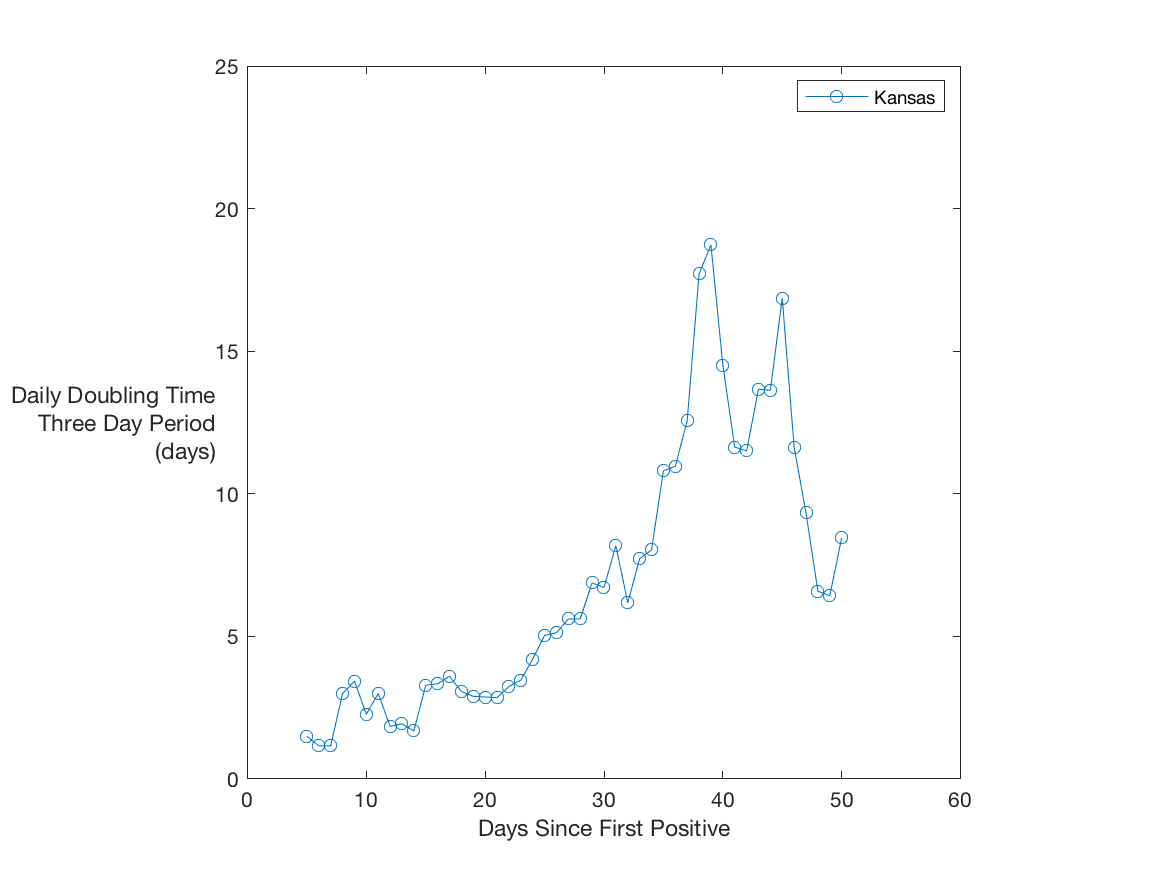 25
Kansas
20
15
Daily Doubling Time
Three Day Period
(days)
10
5
0
0 10 20 30 40 50 60
Days Since First Positive